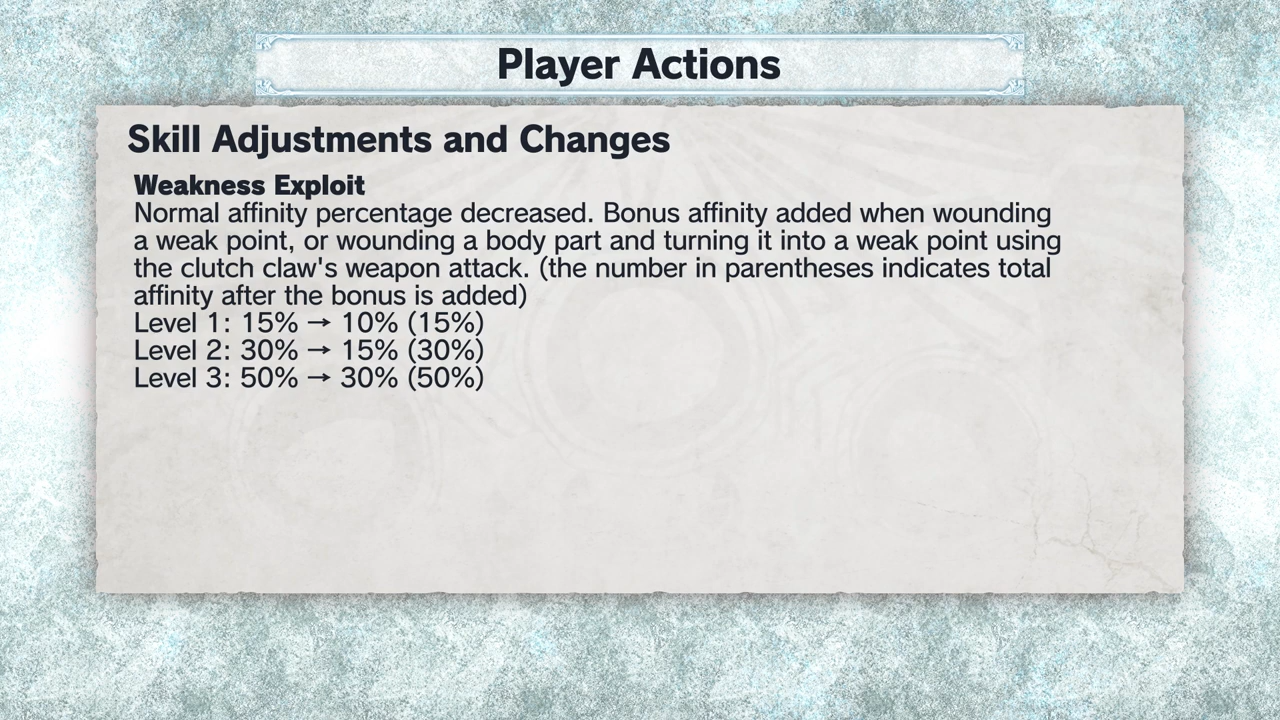 Player Actions
Skill Adjustments and Changes
Weakness Exploit
Normal affinity percentage decreased. Bonus affinity added when wounding
a weak point, or wounding a body part and turning it into a weak point using
the clutch claw's weapon attack. (the number in parentheses indicates total
affinity after the bonus is added)
Level 1: 15% → 10% (15%)
Level 2: 30% → 15% (30%)
Level 3: 50% → 30% (50%)